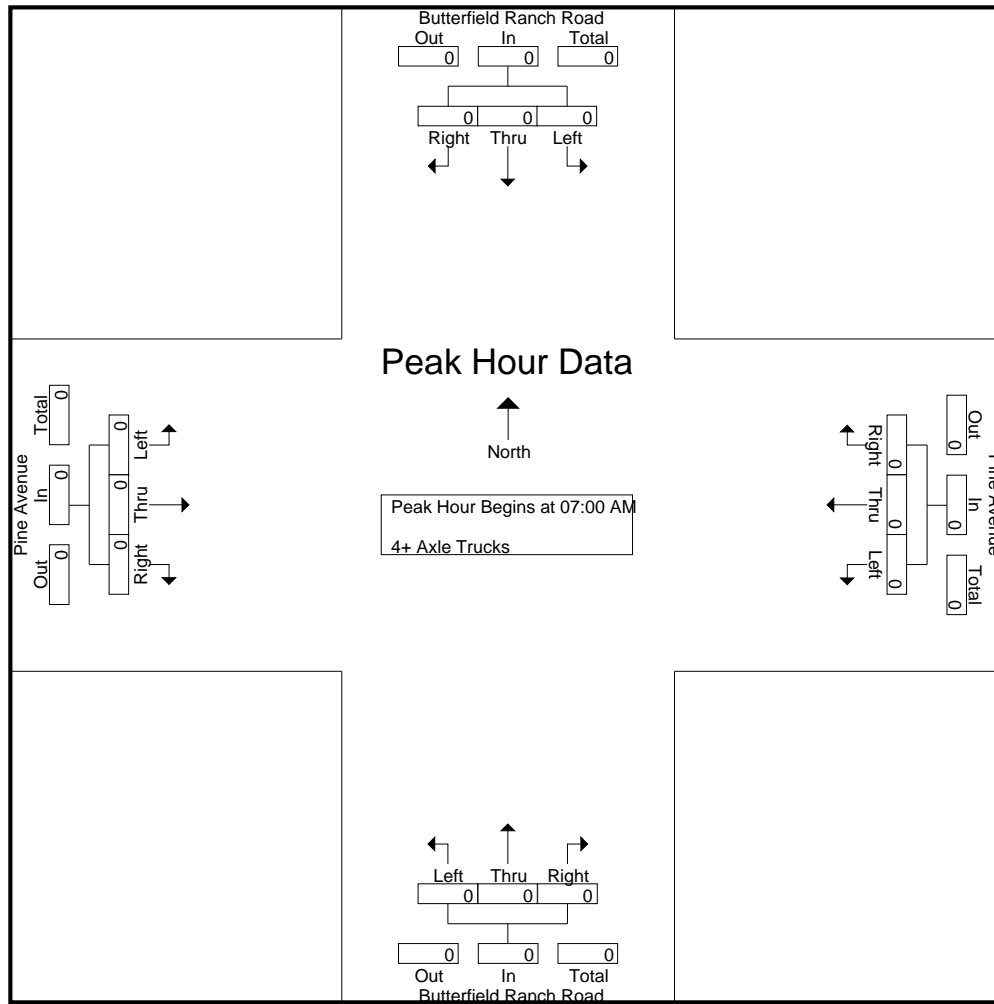 Butterfield Ranch Road
Out In Total
0 0 0
0 0 0
Right Thru Left
Peak Hour Data
North
Peak Hour Begins at 07:00 AM
4+ Axle Trucks
Pine Avenue
Total In Out
0 0 0
0 0 0
Left Thru Right
Right Thru Left
0 0 0
0 0 0
Out In Total
Pine Avenue
Left Thru Right
0 0 0
0 0 0
Out In Total
Butterfield Ranch Road